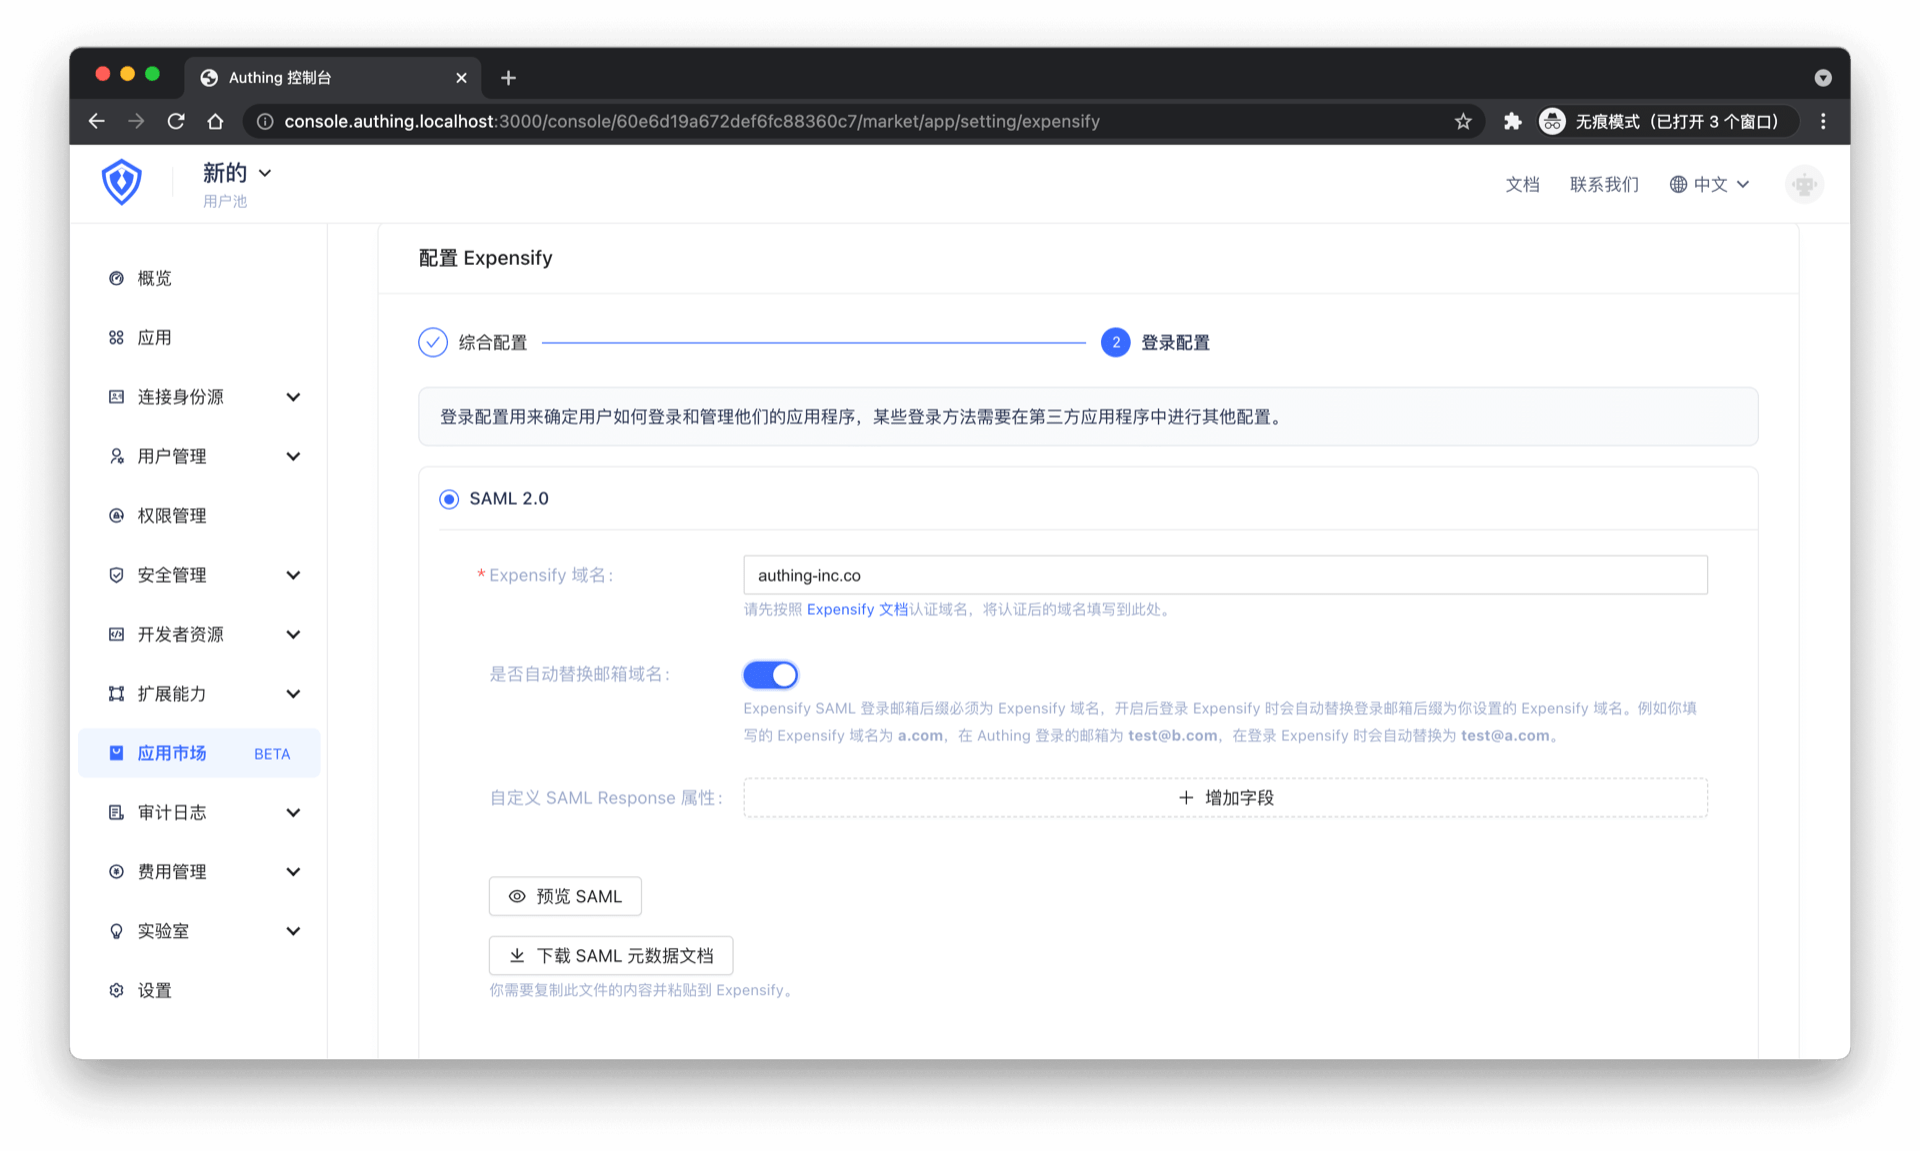 Authing 控制台
console.authing.localhost:3000/console/60e6d19a672def6fc88360c7/market/app/setting/expensify
无痕模式（已打开 3 个窗口）
新的
用户池
文档
联系我们
中文
概览
应用
连接身份源
用户管理
权限管理
安全管理
开发者资源
扩展能力
应用市场 BETA
审计日志
费用管理
实验室
设置
配置 Expensify
综合配置
2 登录配置
登录配置用来确定用户如何登录和管理他们的应用程序，某些登录方法需要在第三方应用程序中进行其他配置。
SAML 2.0
* Expensify 域名：
authing-inc.co
请先按照 Expensify 文档认证域名，将认证后的域名填写到此处。
是否自动替换邮箱域名：
Expensify SAML 登录邮箱后缀必须为 Expensify 域名，开启后登录 Expensify 时会自动替换登录邮箱后缀为你设置的 Expensify 域名。例如你填
写的 Expensify 域名为 a.com，在 Authing 登录的邮箱为 test@b.com，在登录 Expensify 时会自动替换为 test@a.com。
自定义 SAML Response 属性：
增加字段
预览 SAML
下载 SAML 元数据文档
你需要复制此文件的内容并粘贴到 Expensify。